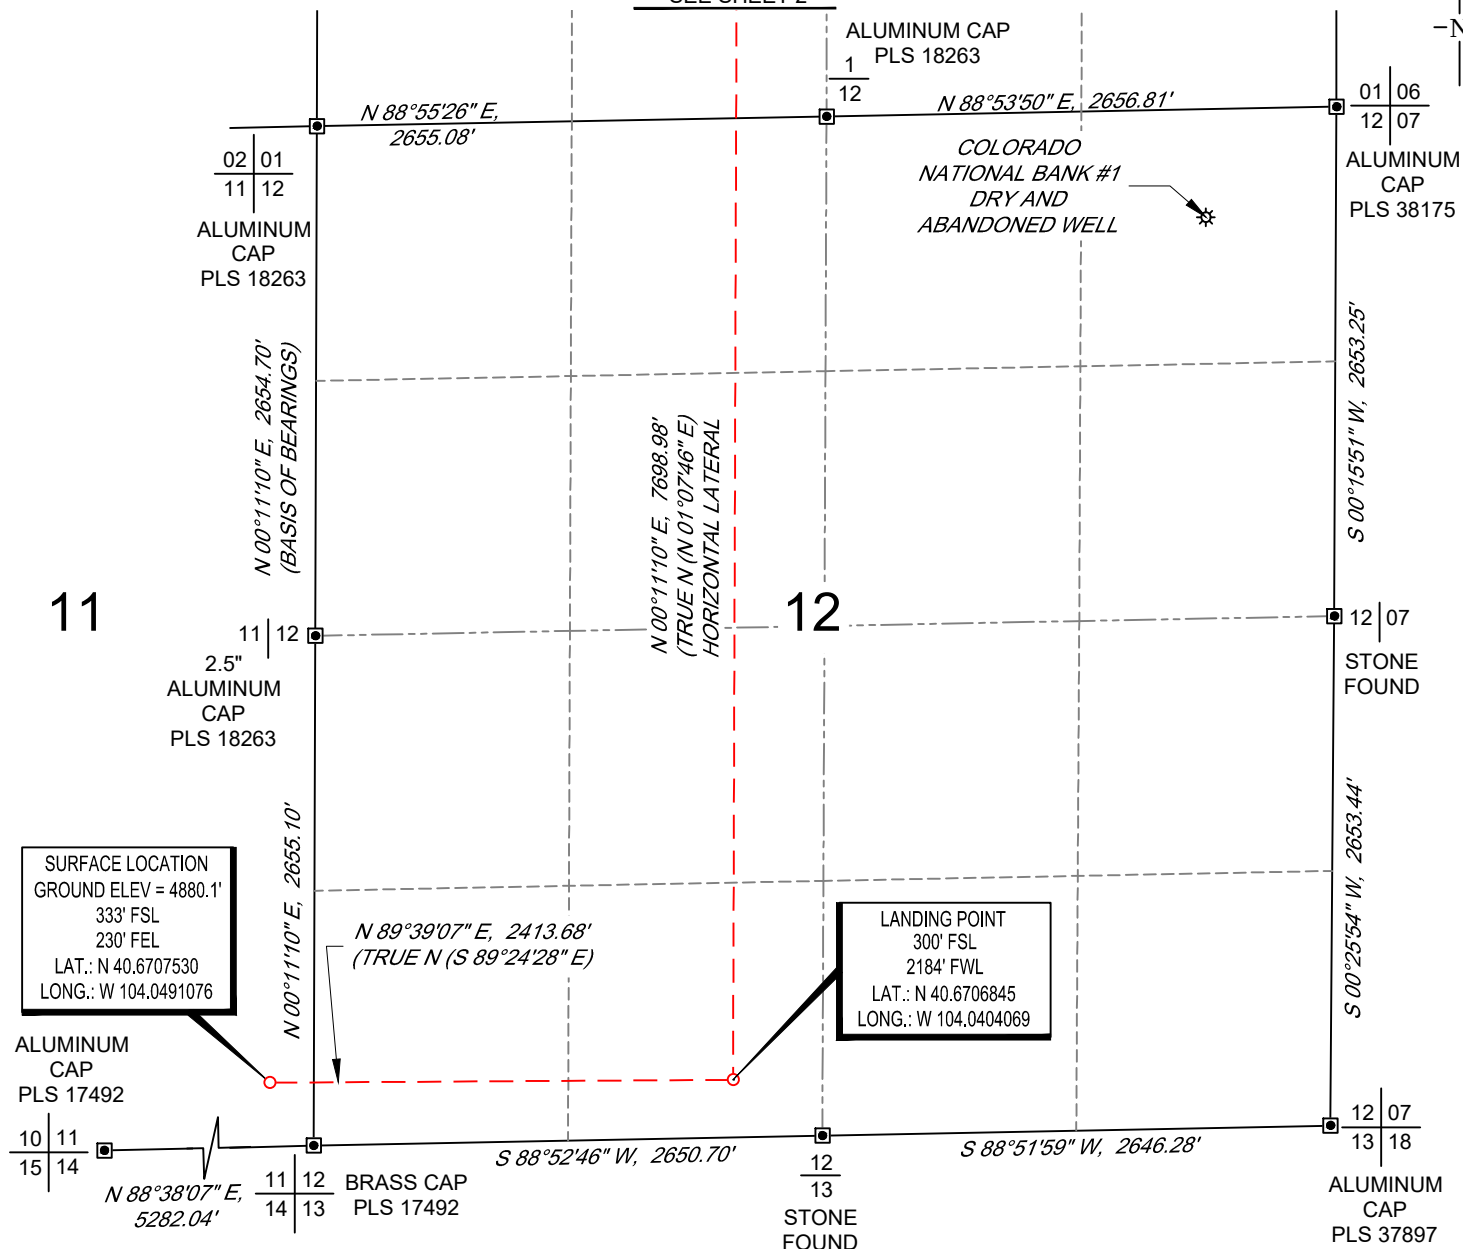 SEE SHEET 2
ALUMINUM CAP
PLS 18263
1
12
–N
N 88°55'26" E,
2655.08'
N 88°53'50" E, 2656.81'
01 06
12 07
ALUMINUM
CAP
PLS 38175
02 01
11 12
ALUMINUM
CAP
PLS 18263
COLORADO
NATIONAL BANK #1
DRY AND
ABANDONED WELL
N 00°11'10" E, 2654.70'
(BASIS OF BEARINGS)
S 00°15'51" W, 2653.25'
N 00°11'10" E, 7698.98'
(TRUE N (N 01°07'46" E)
HORIZONTAL LATERAL
11
12
11 12
2.5"
ALUMINUM
CAP
PLS 18263
12 07
STONE
FOUND
N 00°11'10" E, 2655.10'
S 00°25'54" W, 2653.44'
SURFACE LOCATION
GROUND ELEV = 4880.1'
333' FSL
230' FEL
LAT.: N 40.6707530
LONG.: W 104.0491076
N 89°39'07" E, 2413.68'
(TRUE N (S 89°24'28" E)
LANDING POINT
300' FSL
2184' FWL
LAT.: N 40.6706845
LONG.: W 104.0404069
ALUMINUM
CAP
PLS 17492
10 11
15 14
N 88°38'07" E,
5282.04'
11 12
14 13
BRASS CAP
PLS 17492
S 88°52'46" W, 2650.70'
12
13
STONE
FOUND
S 88°51'59" W, 2646.28'
12 07
13 18
ALUMINUM
CAP
PLS 37897